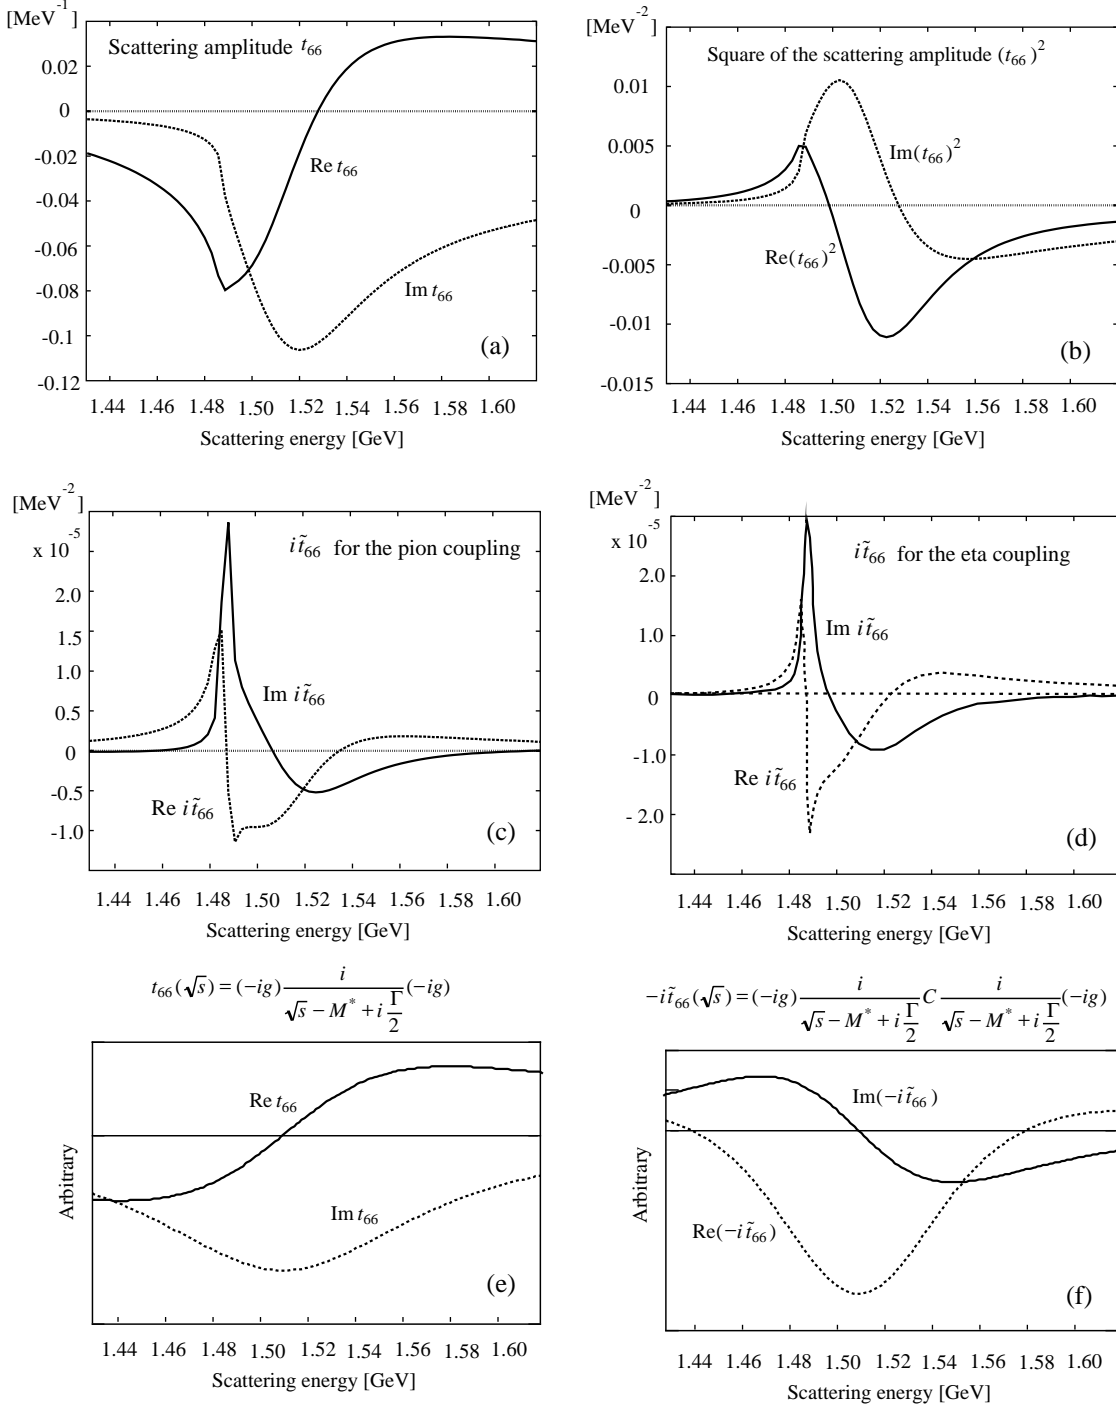 [MeV⁻¹]
Scattering amplitude t₆₆
0.02
0
-0.02
-0.04
-0.06
-0.08
-0.1
-0.12
Re t₆₆
Im t₆₆
(a)
1.44 1.46 1.48 1.50 1.52 1.54 1.56 1.58 1.60
Scattering energy [GeV]
[MeV⁻²]
Square of the scattering amplitude (t₆₆)²
0.01
0.005
0
-0.005
-0.01
-0.015
Im(t₆₆)²
Re(t₆₆)²
(b)
1.44 1.46 1.48 1.50 1.52 1.54 1.56 1.58 1.60
Scattering energy [GeV]
[MeV⁻²]
x 10⁻⁵
i t̃₆₆ for the pion coupling
2.0
1.5
1.0
0.5
0
-0.5
-1.0
Im i t̃₆₆
Re i t̃₆₆
(c)
1.44 1.46 1.48 1.50 1.52 1.54 1.56 1.58 1.60
Scattering energy [GeV]
[MeV⁻²]
x 10⁻⁵
i t̃₆₆ for the eta coupling
2.0
1.0
0
-1.0
- 2.0
Im i t̃₆₆
Re i t̃₆₆
(d)
1.44 1.46 1.48 1.50 1.52 1.54 1.56 1.58 1.60
Scattering energy [GeV]
t₆₆(√s) = (-ig) i / (√s - M* + i Γ/2) (-ig)
Arbitrary
Re t₆₆
Im t₆₆
(e)
1.44 1.46 1.48 1.50 1.52 1.54 1.56 1.58 1.60
Scattering energy [GeV]
-i t̃₆₆(√s) = (-ig) i / (√s - M* + i Γ/2) C i / (√s - M* + i Γ/2) (-ig)
Arbitrary
Im(-i t̃₆₆)
Re(-i t̃₆₆)
(f)
1.44 1.46 1.48 1.50 1.52 1.54 1.56 1.58 1.60
Scattering energy [GeV]